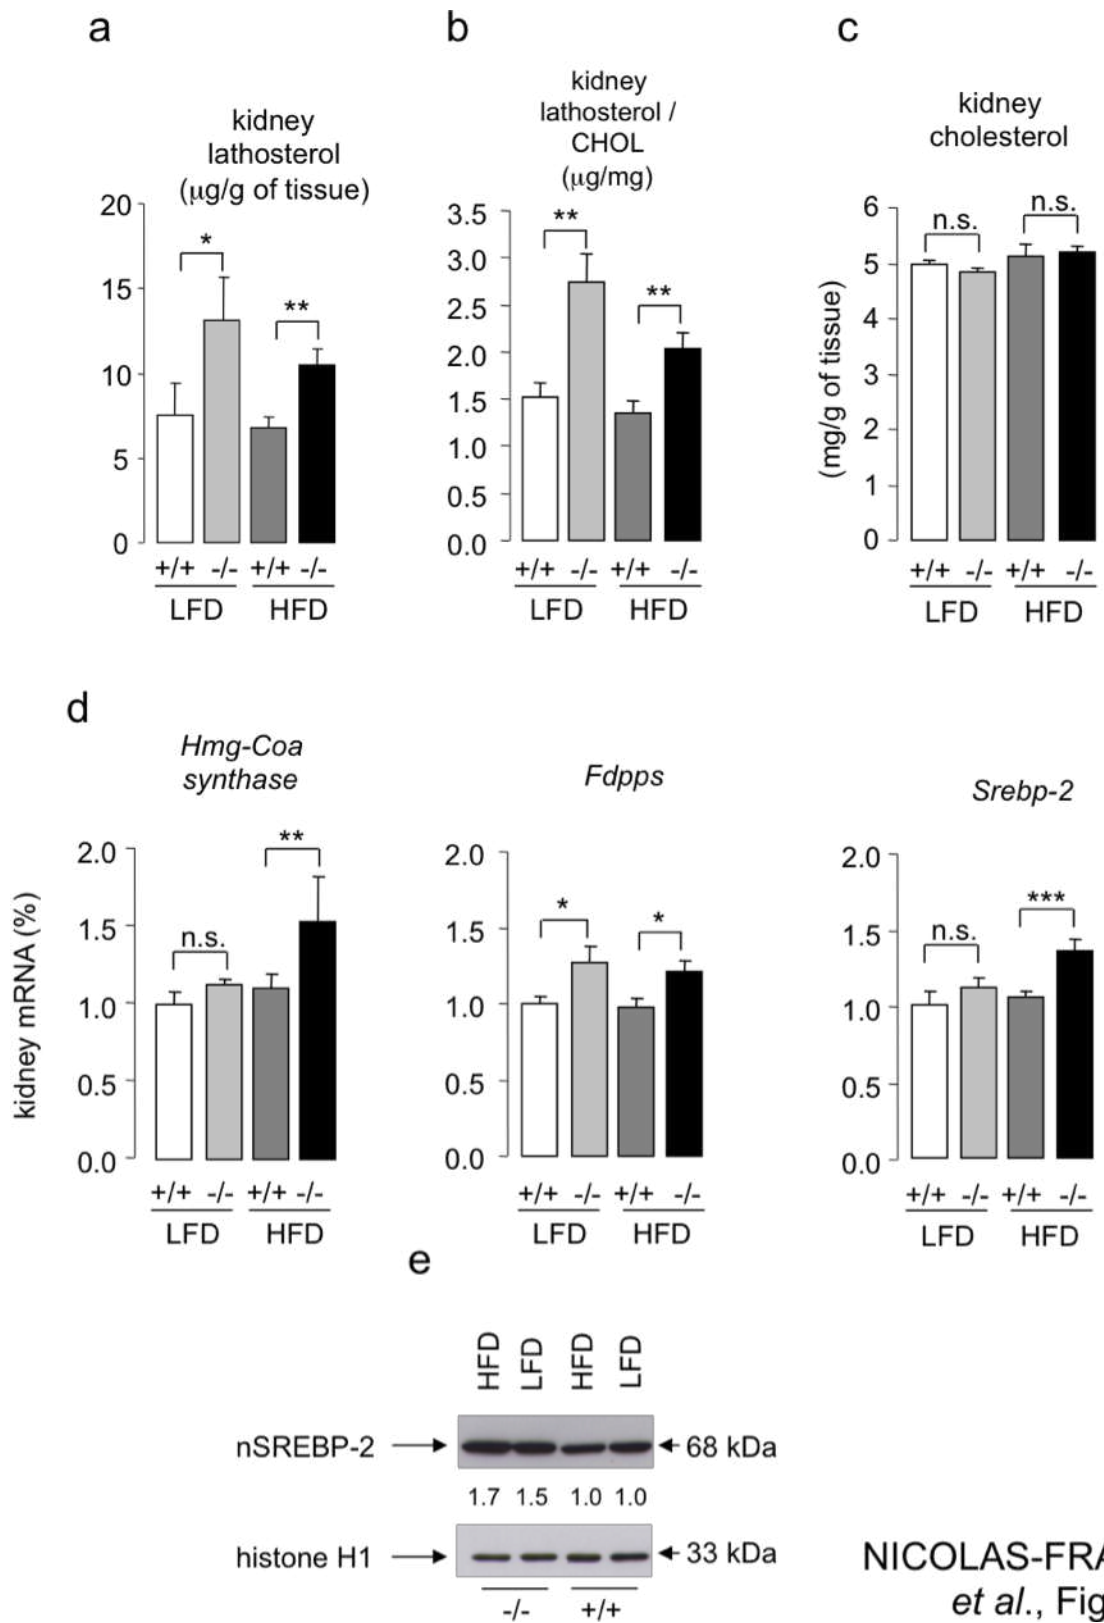 a
kidney
lathosterol
(μg/g of tissue)
20
15
10
5
0
*
**
+/+ -/- +/+ -/-
LFD HFD
b
kidney
lathosterol /
CHOL
(μg/mg)
3.5
3.0
2.5
2.0
1.5
1.0
0.5
0.0
**
**
+/+ -/- +/+ -/-
LFD HFD
c
kidney
cholesterol
(mg/g of tissue)
6
5
4
3
2
1
0
n.s.
n.s.
+/+ -/- +/+ -/-
LFD HFD
d
kidney mRNA (%)
Hmg-Coa
synthase
2.0
1.5
1.0
0.5
0.0
n.s.
**
+/+ -/- +/+ -/-
LFD HFD
Fdpps
2.0
1.5
1.0
0.5
0.0
*
*
+/+ -/- +/+ -/-
LFD HFD
Srebp-2
2.0
1.5
1.0
0.5
0.0
n.s.
***
+/+ -/- +/+ -/-
LFD HFD
e
HFD LFD HFD LFD
nSREBP-2 68 kDa
1.7 1.5 1.0 1.0
histone H1 33 kDa
-/- +/+
NICOLAS-FRA
et al., Fig